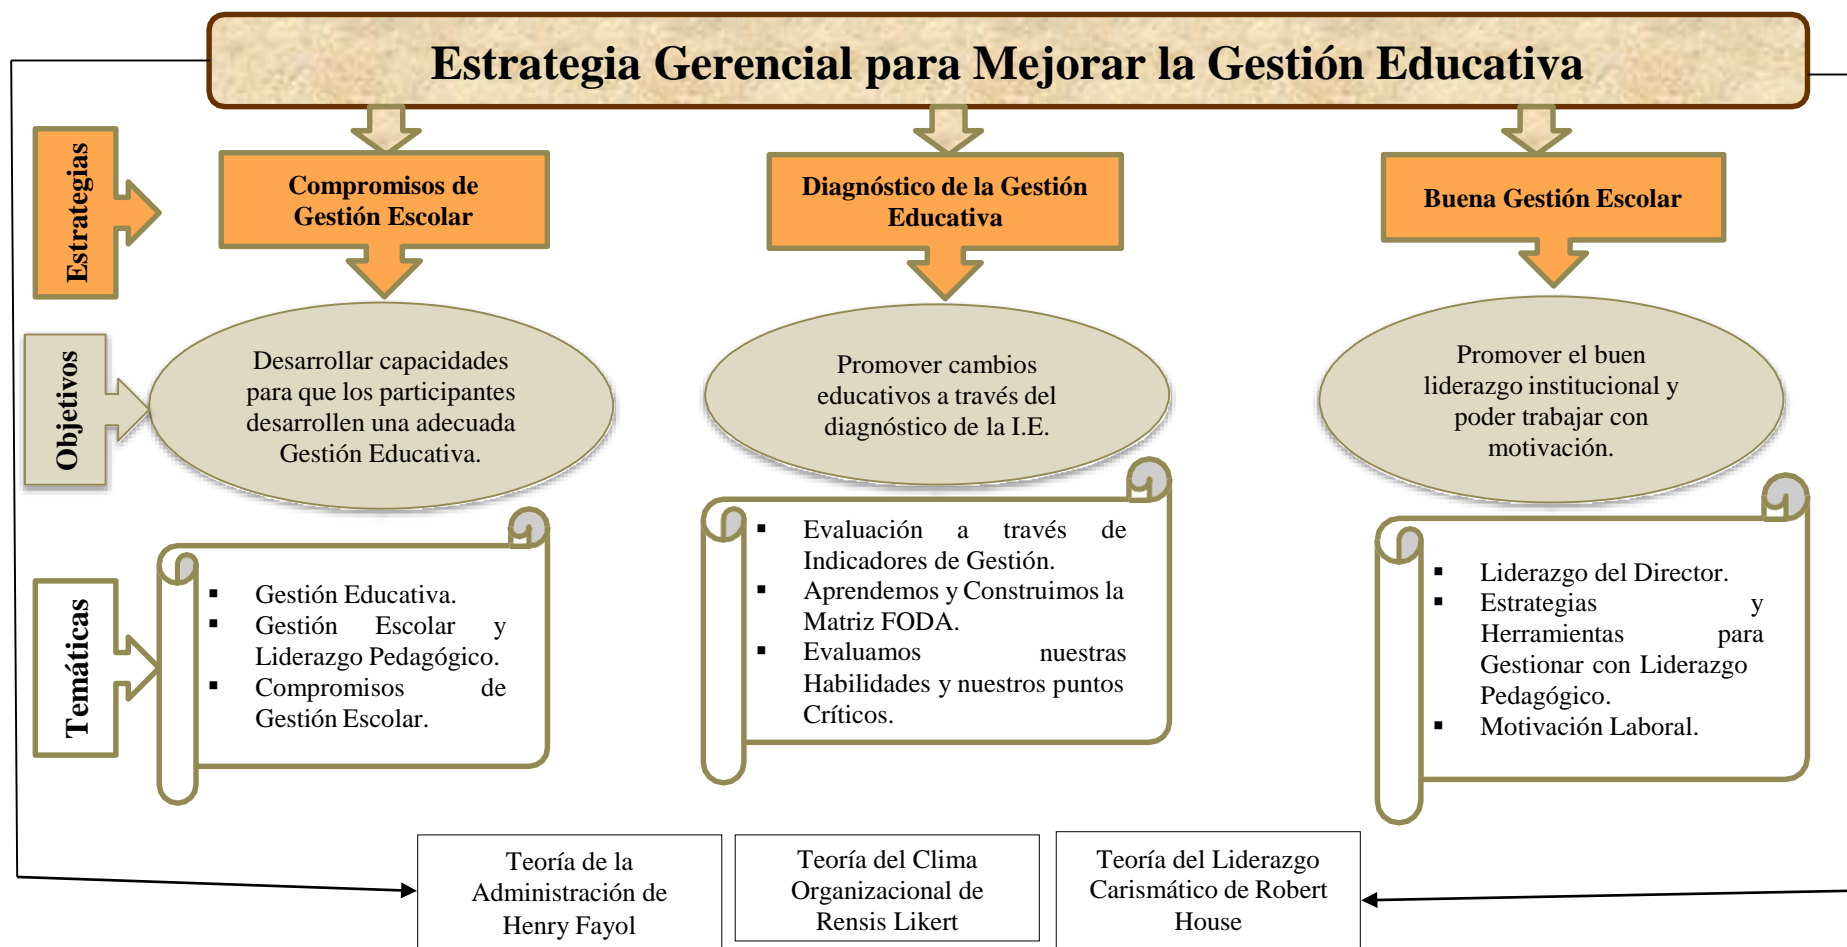 Estrategia Gerencial para Mejorar la Gestión Educativa
Estrategias
Compromisos de
Gestión Escolar
Diagnóstico de la Gestión
Educativa
Buena Gestión Escolar
Objetivos
Desarrollar capacidades
para que los participantes
desarrollen una adecuada
Gestión Educativa.
Promover cambios
educativos a través del
diagnóstico de la I.E.
Promover el buen
liderazgo institucional y
poder trabajar con
motivación.
Temáticas
▪ Gestión Educativa.
▪ Gestión Escolar y
Liderazgo Pedagógico.
▪ Compromisos de
Gestión Escolar.
▪ Evaluación a través de
Indicadores de Gestión.
▪ Aprendemos y Construimos la
Matriz FODA.
▪ Evaluamos nuestras
Habilidades y nuestros puntos
Críticos.
▪ Liderazgo del Director.
▪ Estrategias y
Herramientas para
Gestionar con Liderazgo
Pedagógico.
▪ Motivación Laboral.
Teoría de la
Administración de
Henry Fayol
Teoría del Clima
Organizacional de
Rensis Likert
Teoría del Liderazgo
Carismático de Robert
House